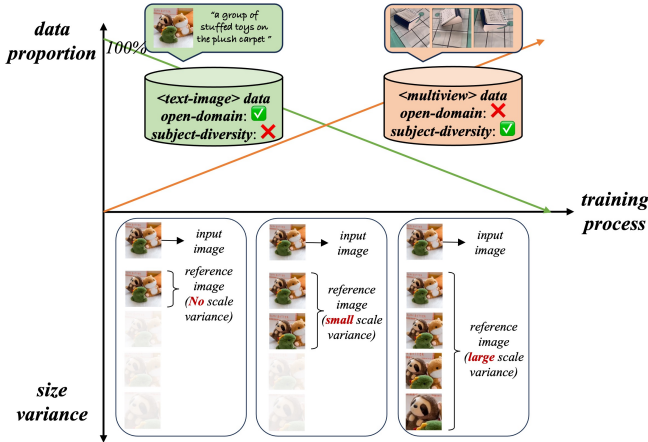 data
proportion
100%
"a group of
stuffed toys on
the plush carpet"
<text-image> data
open-domain: ✅
subject-diversity: ❌
<multiview> data
open-domain: ❌
subject-diversity: ✅
training
process
input
image
reference
image
(No scale
variance)
input
image
reference
image
(small scale
variance)
input
image
reference
image
(large scale
variance)
size
variance